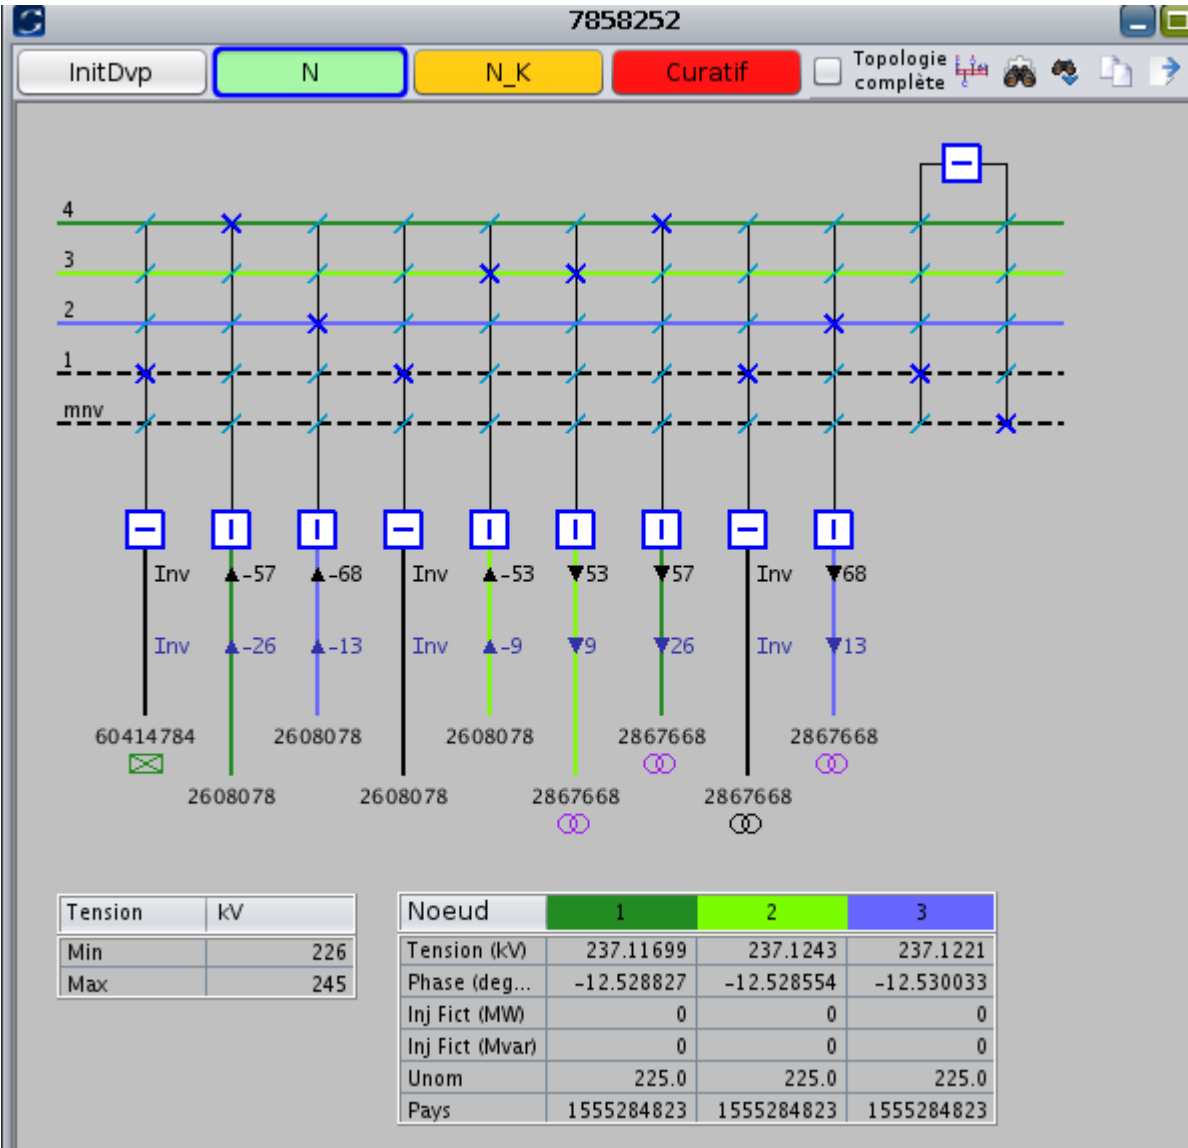 7858252
InitDvp N N_K Curatif Topologie complète
4
3
2
1
mnv
Inv -57 -68 Inv -53 53 57 Inv 68
Inv -26 -13 Inv -9 9 26 Inv 13
60414784 2608078 2608078 2867668 2867668
2608078 2608078 2867668 2867668
Tension kV
Min 226
Max 245
Noeud 1 2 3
Tension (kV) 237.11699 237.1243 237.1221
Phase (deg... -12.528827 -12.528554 -12.530033
Inj Fict (MW) 0 0 0
Inj Fict (Mvar) 0 0 0
Unom 225.0 225.0 225.0
Pays 1555284823 1555284823 1555284823